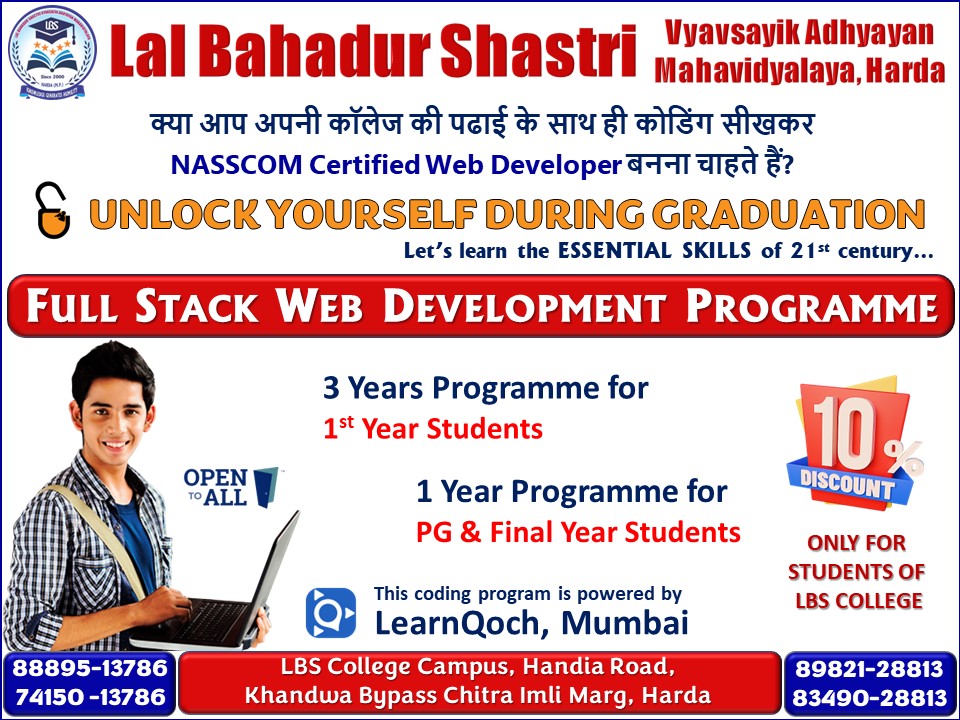 LBS
Since 2000
HARDA (M.P.)
Lal Bahadur Shastri
Vyavsayik Adhyayan
Mahavidyalaya, Harda
क्या आप अपनी कॉलेज की पढाई के साथ ही कोडिंग सीखकर
NASSCOM Certified Web Developer बनना चाहते हैं?
UNLOCK YOURSELF DURING GRADUATION
Let's learn the ESSENTIAL SKILLS of 21st century...
FULL STACK WEB DEVELOPMENT PROGRAMME
3 Years Programme for
1st Year Students
OPEN
TO ALL
1 Year Programme for
PG & Final Year Students
10%
DISCOUNT
ONLY FOR
STUDENTS OF
LBS COLLEGE
This coding program is powered by
LearnQoch, Mumbai
88895-13786
74150 -13786
LBS College Campus, Handia Road,
Khandwa Bypass Chitra Imli Marg, Harda
89821-28813
83490-28813